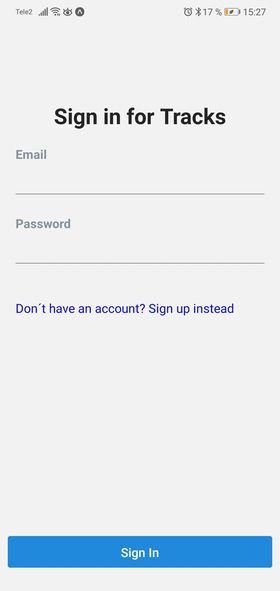 Tele2 17 % 15:27
Sign in for Tracks
Email
Password
Don´t have an account? Sign up instead
Sign In